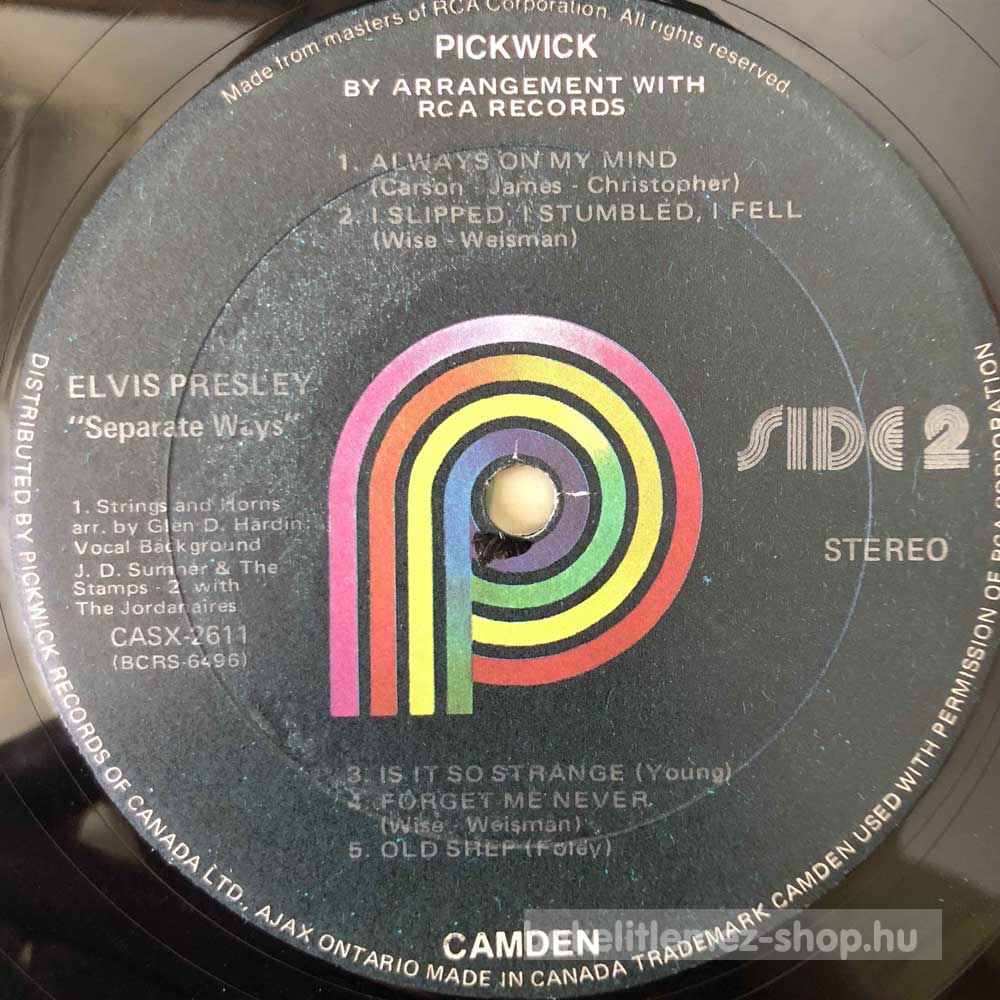 Made from masters of RCA Corporation. All rights reserved.
PICKWICK
BY ARRANGEMENT WITH
RCA RECORDS
1. ALWAYS ON MY MIND
(Carson - James - Christopher)
2. I SLIPPED, I STUMBLED, I FELL
(Wise - Weisman)
ELVIS PRESLEY
"Separate Ways"
SIDE 2
1. Strings and Horns
arr. by Glen D. Hardin;
Vocal Background
J. D. Sumner & The
Stamps - 2. with
The Jordanaires
STEREO
CASX-2611
(BCRS-6496)
3. IS IT SO STRANGE (Young)
4. FORGET ME NEVER
(Wise - Weisman)
5. OLD SHEP (Foley)
CAMDEN
DISTRIBUTED BY PICKWICK RECORDS OF CANADA LTD., AJAX ONTARIO MADE IN CANADA TRADEMARK CAMDEN USED WITH PERMISSION OF RCA CORPORATION
bakelitlemez-shop.hu